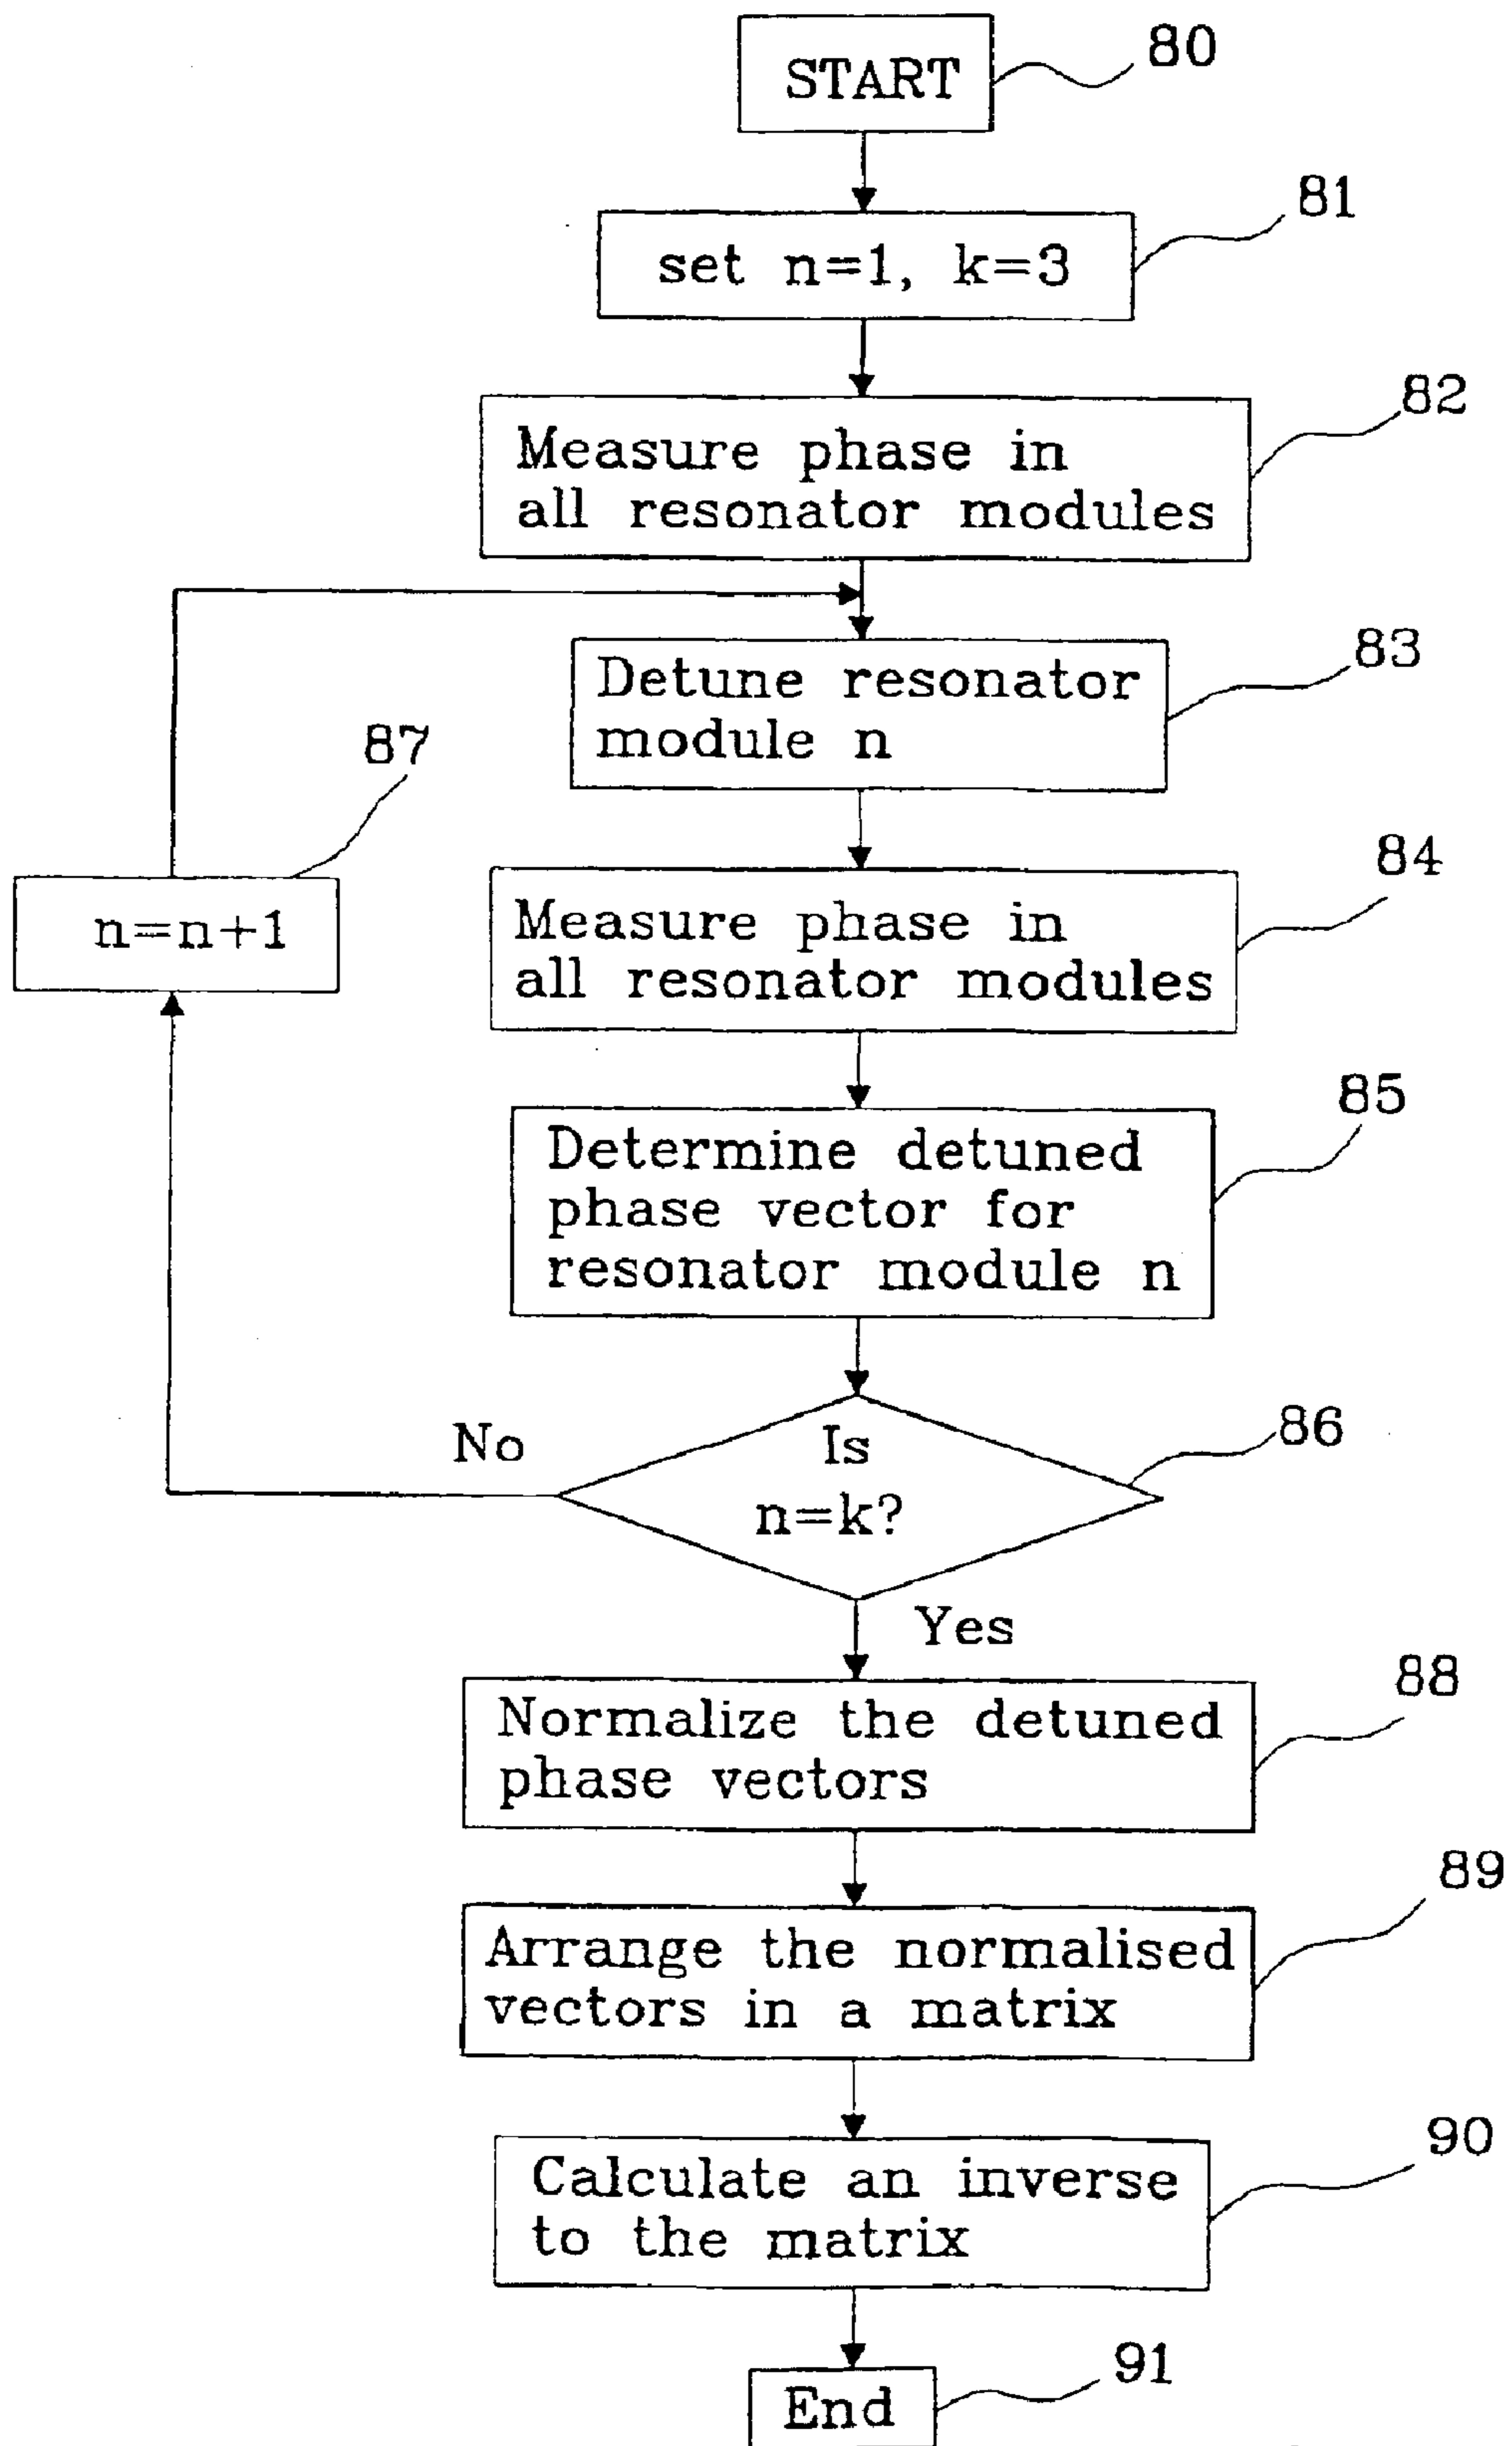 START
80
set n=1, k=3
81
Measure phase in
all resonator modules
82
Detune resonator
module n
83
87
n=n+1
Measure phase in
all resonator modules
84
Determine detuned
phase vector for
resonator module n
85
No
Is
n=k?
86
Yes
Normalize the detuned
phase vectors
88
Arrange the normalised
vectors in a matrix
89
Calculate an inverse
to the matrix
90
End
91